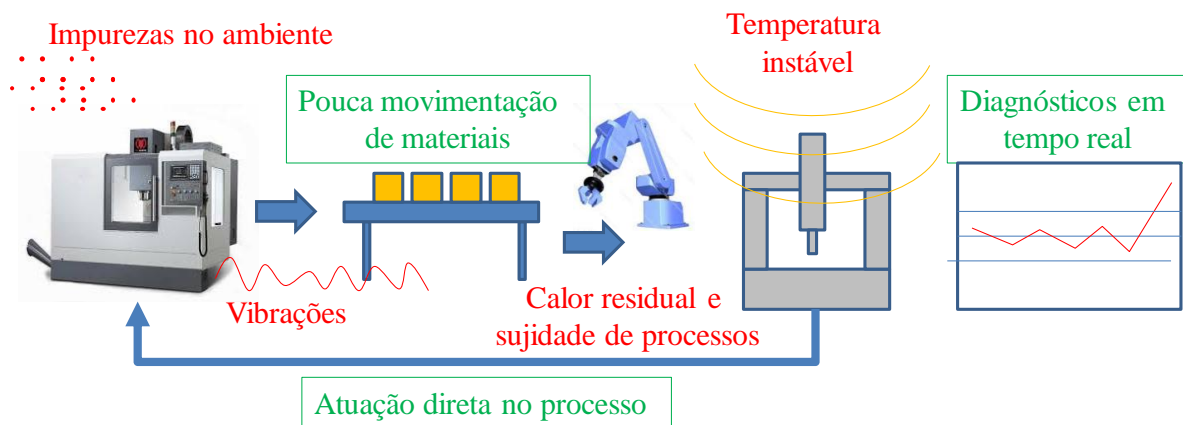 Impurezas no ambiente
Temperatura
instável
Pouca movimentação
de materiais
Diagnósticos em
tempo real
Vibrações
Calor residual e
sujidade de processos
Atuação direta no processo